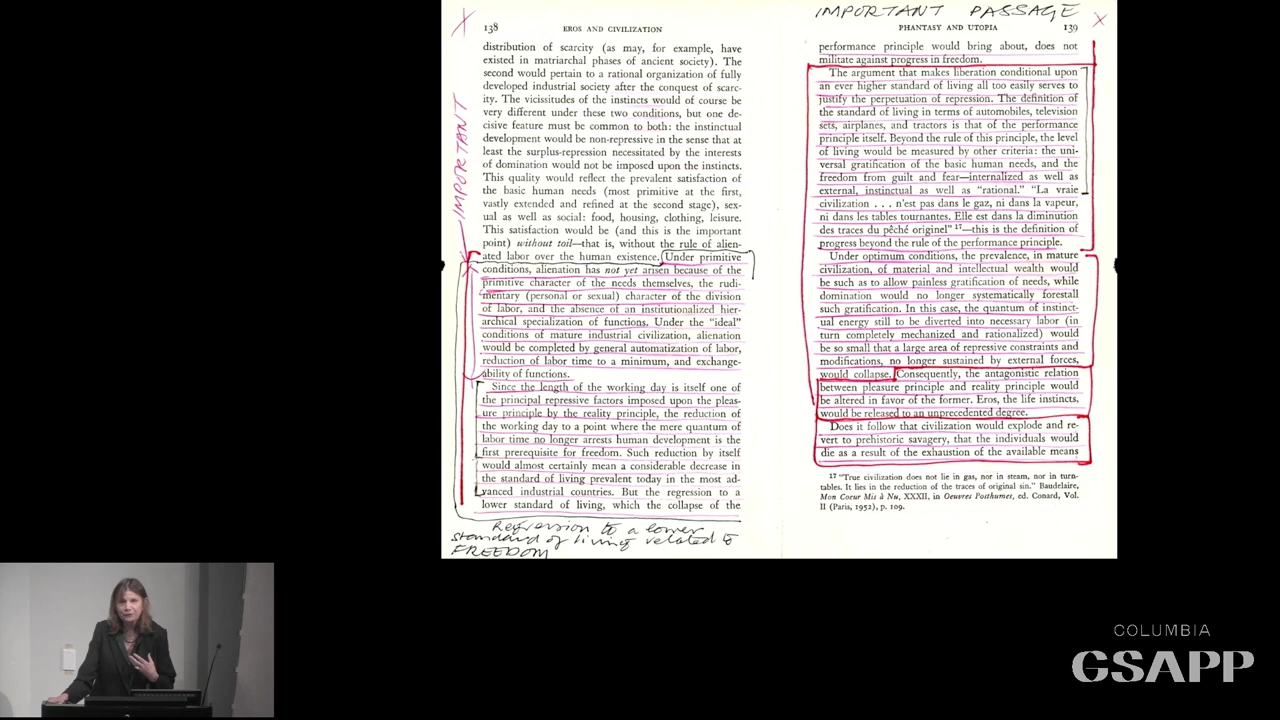 138 EROS AND CIVILIZATION
distribution of scarcity (as may, for example, have
existed in matriarchal phases of ancient society). The
second would pertain to a rational organization of fully
developed industrial society after the conquest of scarc-
ity. The vicissitudes of the instincts would of course be
very different under these two conditions, but one de-
cisive feature must be common to both: the instinctual
development would be non-repressive in the sense that at
least the surplus-repression necessitated by the interests
of domination would not be imposed upon the instincts.
This quality would reflect the prevalent satisfaction of
the basic human needs (most primitive at the first,
vastly extended and refined at the second stage), sex-
ual as well as social: food, housing, clothing, leisure.
This satisfaction would be (and this is the important
point) without toil—that is, without the rule of alien-
ated labor over the human existence. Under primitive
conditions, alienation has not yet arisen because of the
primitive character of the needs themselves, the rudi-
mentary (personal or sexual) character of the division
of labor, and the absence of an institutionalized hier-
archical specialization of functions. Under the "ideal"
conditions of mature industrial civilization, alienation
would be completed by general automatization of labor,
reduction of labor time to a minimum, and exchange-
ability of functions.
Since the length of the working day is itself one of
the principal repressive factors imposed upon the pleas-
ure principle by the reality principle, the reduction of
the working day to a point where the mere quantum of
labor time no longer arrests human development is the
first prerequisite for freedom. Such reduction by itself
would almost certainly mean a considerable decrease in
the standard of living prevalent today in the most ad-
vanced industrial countries. But the regression to a
lower standard of living, which the collapse of the
IMPORTANT
Regression to a lower
standard of living related to
FREEDOM
IMPORTANT PASSAGE
PHANTASY AND UTOPIA 139
performance principle would bring about, does not
militate against progress in freedom.
The argument that makes liberation conditional upon
an ever higher standard of living all too easily serves to
justify the perpetuation of repression. The definition of
the standard of living in terms of automobiles, television
sets, airplanes, and tractors is that of the performance
principle itself. Beyond the rule of this principle, the level
of living would be measured by other criteria: the uni-
versal gratification of the basic human needs, and the
freedom from guilt and fear—internalized as well as
external, instinctual as well as "rational." "La vraie
civilization . . . n'est pas dans le gaz, ni dans la vapeur,
ni dans les tables tournantes. Elle est dans la diminution
des traces du pêché originel" 17—this is the definition of
progress beyond the rule of the performance principle.
Under optimum conditions, the prevalence, in mature
civilization, of material and intellectual wealth would
be such as to allow painless gratification of needs, while
domination would no longer systematically forestall
such gratification. In this case, the quantum of instinct-
ual energy still to be diverted into necessary labor (in
turn completely mechanized and rationalized) would
be so small that a large area of repressive constraints and
modifications, no longer sustained by external forces,
would collapse. Consequently, the antagonistic relation
between pleasure principle and reality principle would
be altered in favor of the former. Eros, the life instincts,
would be released to an unprecedented degree.
Does it follow that civilization would explode and re-
vert to prehistoric savagery, that the individuals would
die as a result of the exhaustion of the available means
17 "True civilization does not lie in gas, nor in steam, nor in turn-
tables. It lies in the reduction of the traces of original sin." Baudelaire,
Mon Coeur Mis à Nu, XXXII, in Oeuvres Posthumes, ed. Conard, Vol.
II (Paris, 1952), p. 109.
COLUMBIA
GSAPP